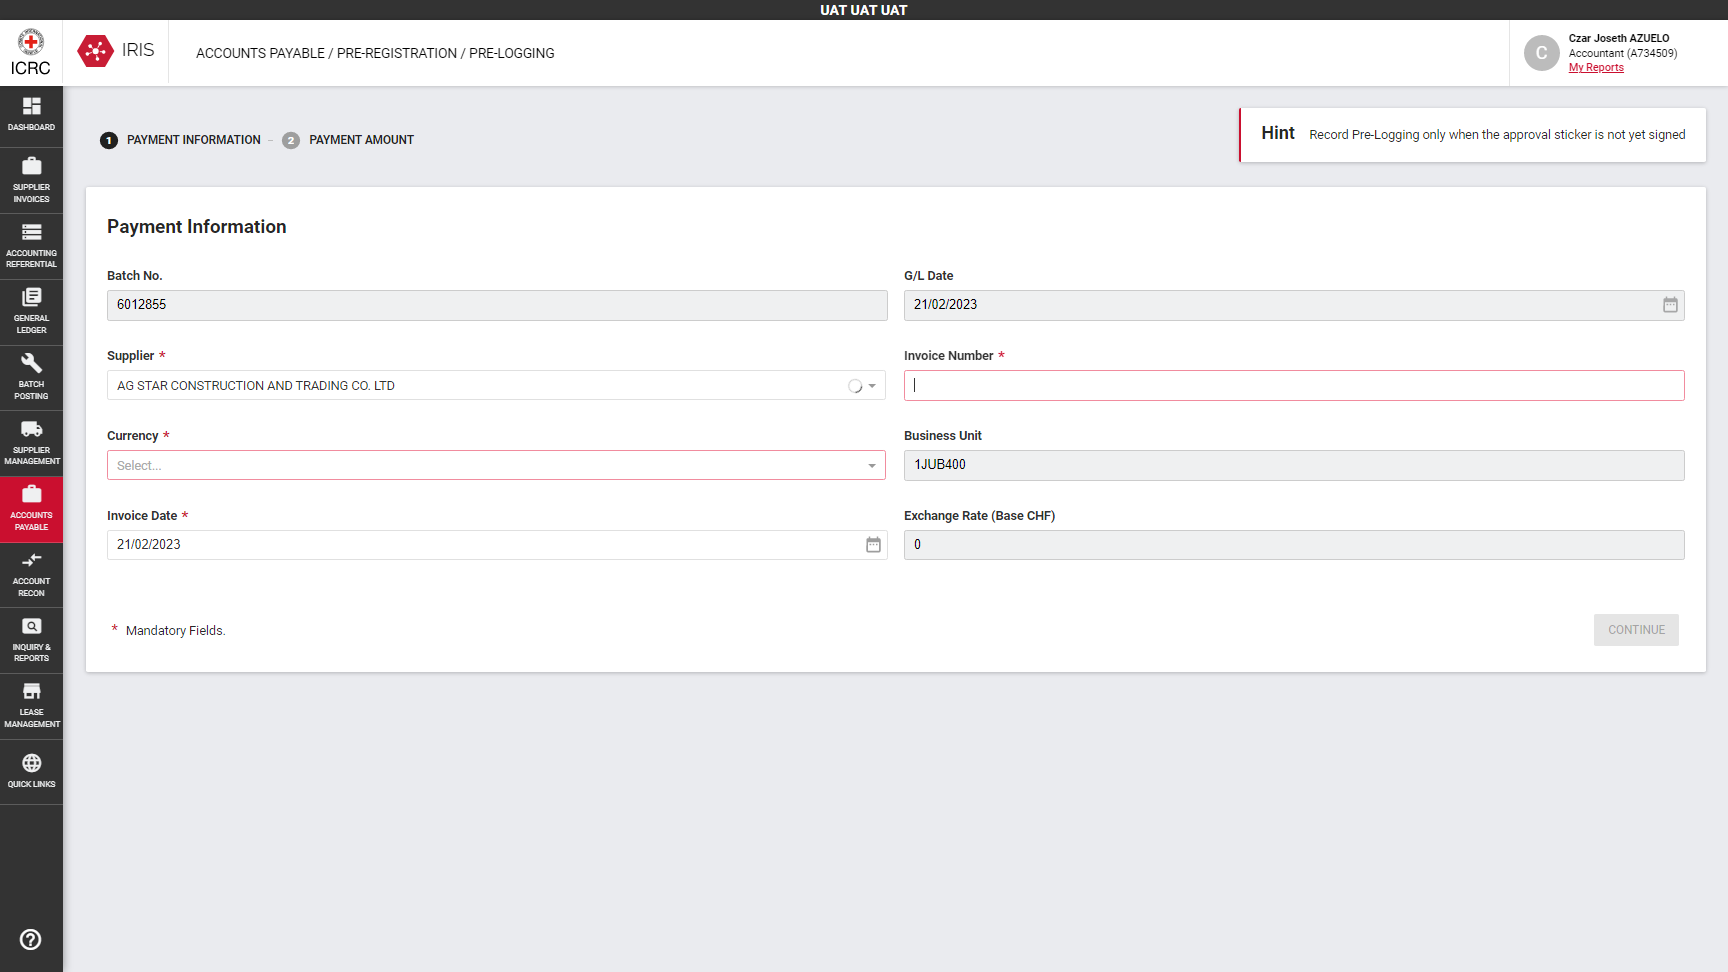 UAT UAT UAT
ICRC
IRIS
ACCOUNTS PAYABLE / PRE-REGISTRATION / PRE-LOGGING
C
Czar Joseth AZUELO
Accountant (A734509)
My Reports
DASHBOARD
SUPPLIER
INVOICES
ACCOUNTING
REFERENTIAL
GENERAL
LEDGER
BATCH
POSTING
SUPPLIER
MANAGEMENT
ACCOUNTS
PAYABLE
ACCOUNT
RECON
INQUIRY &
REPORTS
LEASE
MANAGEMENT
QUICK LINKS
1 PAYMENT INFORMATION – 2 PAYMENT AMOUNT
Hint Record Pre-Logging only when the approval sticker is not yet signed
Payment Information
Batch No.
6012855
G/L Date
21/02/2023
Supplier *
AG STAR CONSTRUCTION AND TRADING CO. LTD
Invoice Number *
Currency *
Select...
Business Unit
1JUB400
Invoice Date *
21/02/2023
Exchange Rate (Base CHF)
0
* Mandatory Fields.
CONTINUE